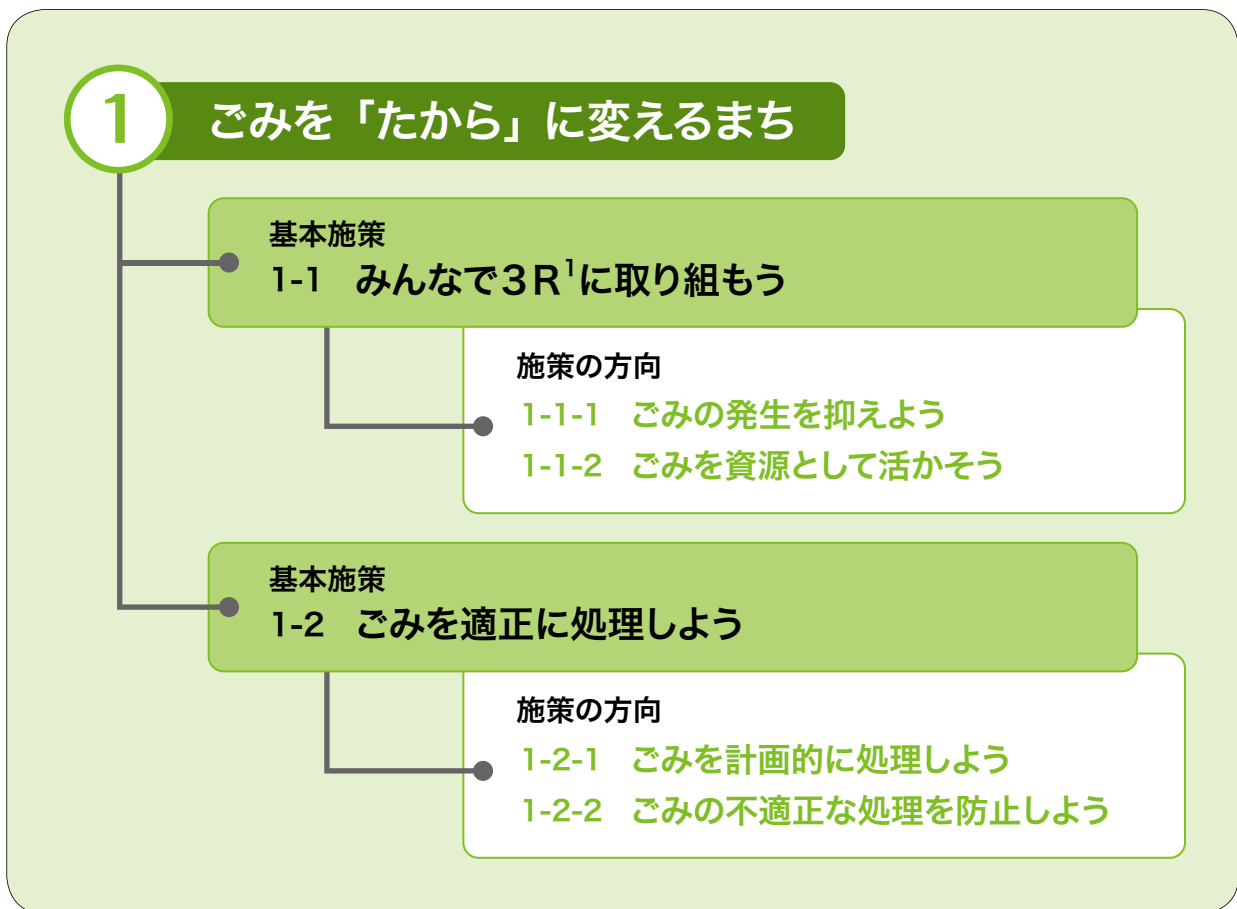 1 ごみを「たから」に変えるまち
基本施策
1-1 みんなで3R¹に取り組もう
施策の方向
1-1-1 ごみの発生を抑えよう
1-1-2 ごみを資源として活かそう
基本施策
1-2 ごみを適正に処理しよう
施策の方向
1-2-1 ごみを計画的に処理しよう
1-2-2 ごみの不適正な処理を防止しよう